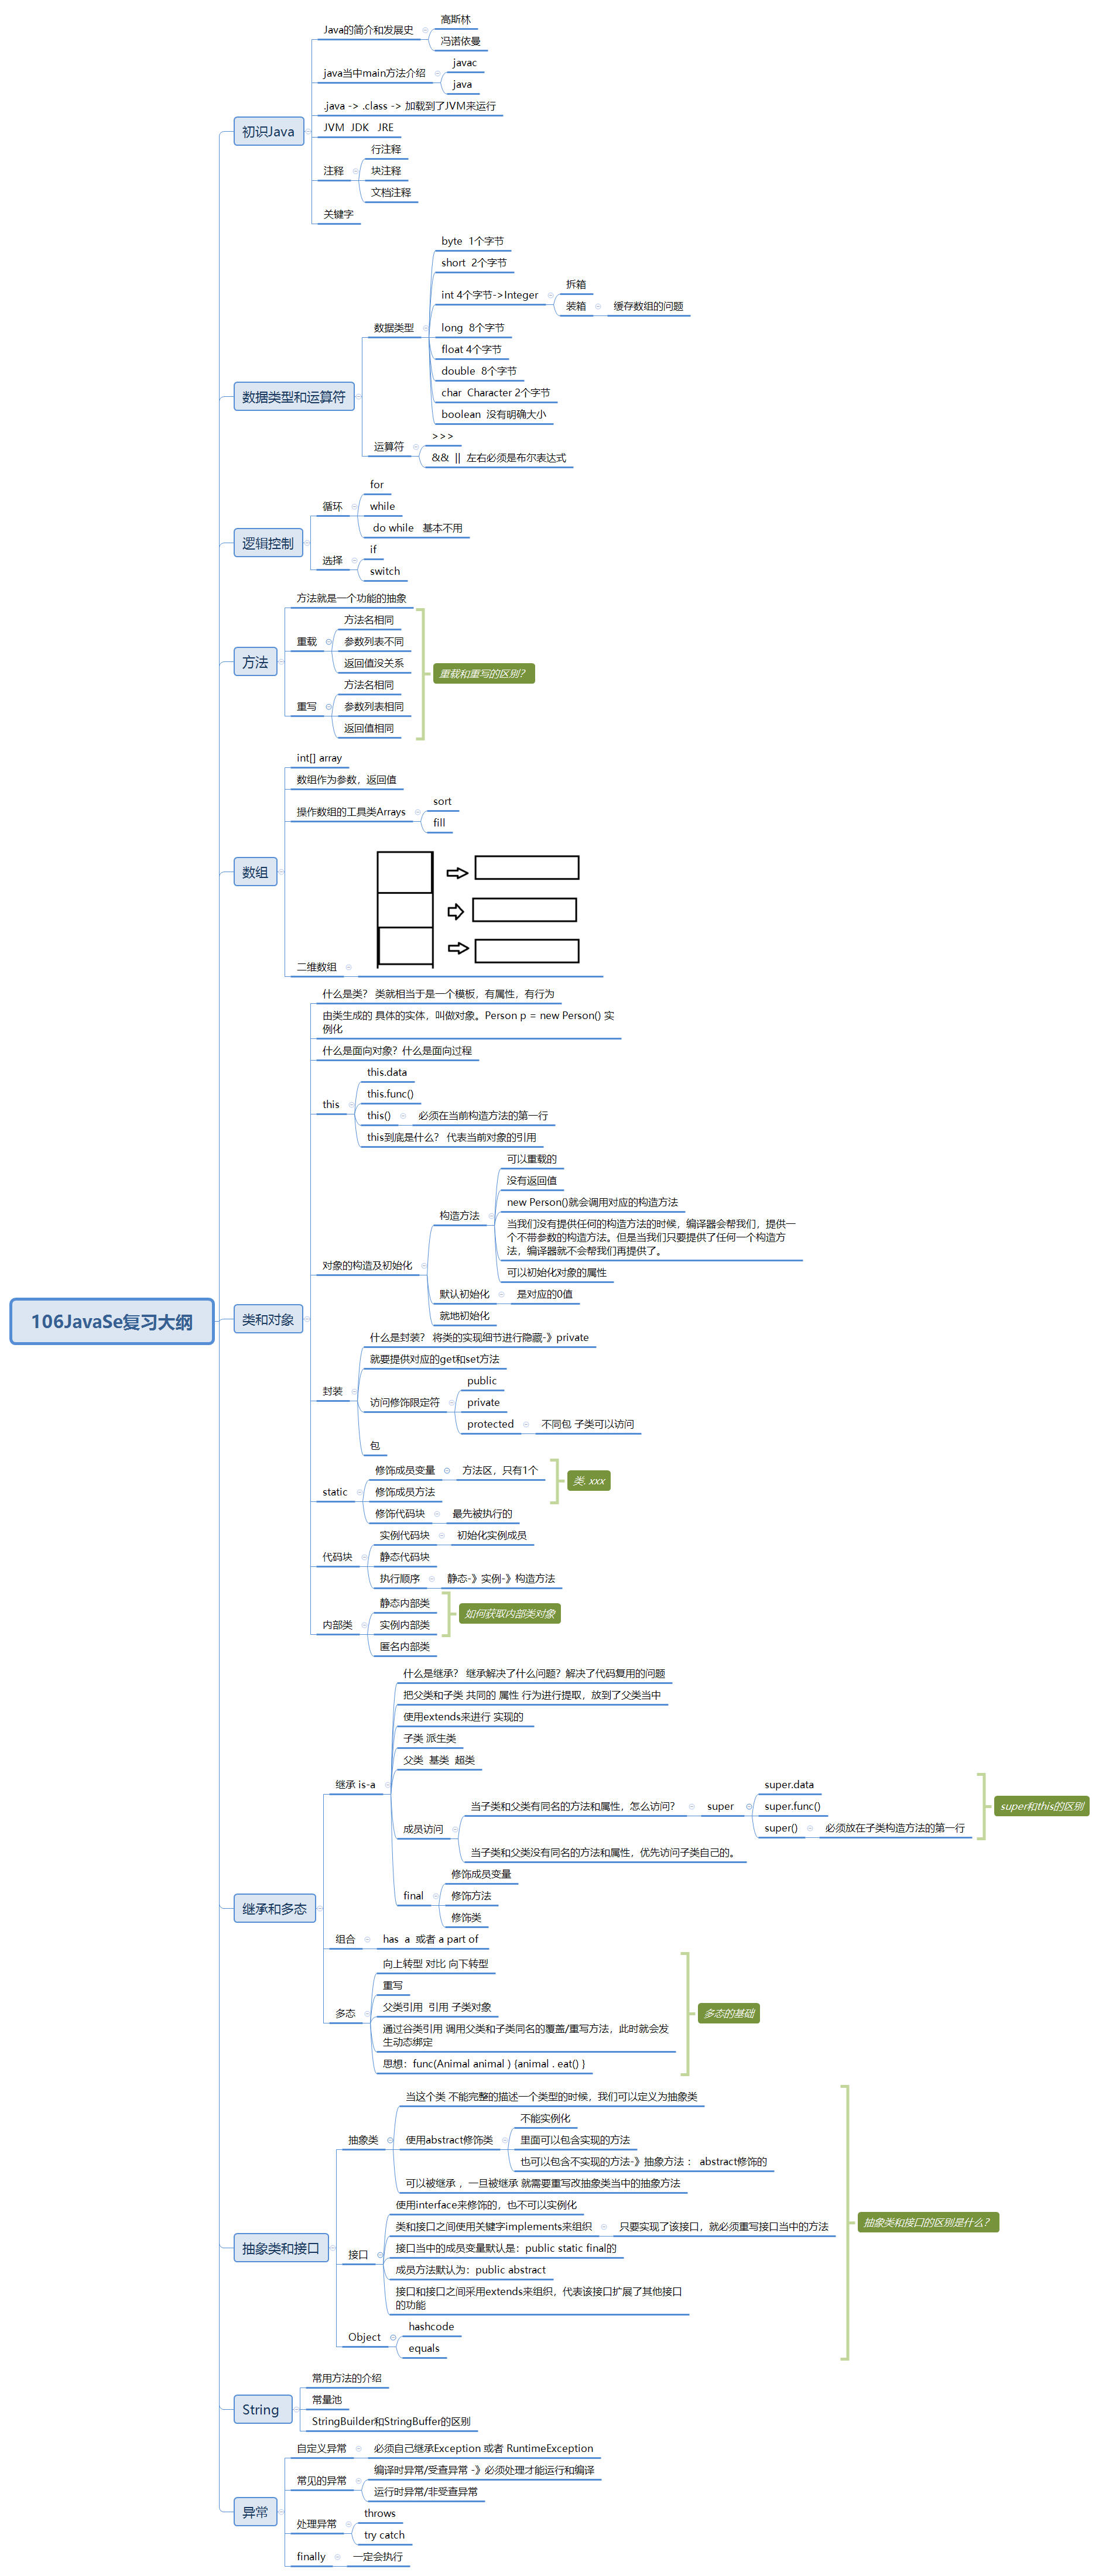 106JavaSe复习大纲
初识Java
Java的简介和发展史
高斯林
冯诺依曼
java当中main方法介绍
javac
java
.java -> .class -> 加载到了JVM来运行
JVM JDK JRE
注释
行注释
块注释
文档注释
关键字
数据类型和运算符
数据类型
byte 1个字节
short 2个字节
int 4个字节->Integer
拆箱
装箱
缓存数组的问题
long 8个字节
float 4个字节
double 8个字节
char Character 2个字节
boolean 没有明确大小
运算符
>>>
&& || 左右必须是布尔表达式
逻辑控制
循环
for
while
do while 基本不用
选择
if
switch
方法
方法就是一个功能的抽象
重载
方法名相同
参数列表不同
返回值没关系
重写
方法名相同
参数列表相同
返回值相同
重载和重写的区别？
数组
int[] array
数组作为参数，返回值
操作数组的工具类Arrays
sort
fill
二维数组
类和对象
什么是类？ 类就相当于是一个模板，有属性，有行为
由类生成的 具体的实体，叫做对象。Person p = new Person() 实
例化
什么是面向对象？什么是面向过程
this
this.data
this.func()
this()
必须在当前构造方法的第一行
this到底是什么？ 代表当前对象的引用
对象的构造及初始化
构造方法
可以重载的
没有返回值
new Person()就会调用对应的构造方法
当我们没有提供任何的构造方法的时候，编译器会帮我们，提供一
个不带参数的构造方法。但是当我们只要提供了任何一个构造方
法，编译器就不会帮我们再提供了。
可以初始化对象的属性
默认初始化
是对应的0值
就地初始化
封装
什么是封装？ 将类的实现细节进行隐藏-》private
就要提供对应的get和set方法
访问修饰限定符
public
private
protected
不同包 子类可以访问
包
static
修饰成员变量
方法区，只有1个
修饰成员方法
修饰代码块
最先被执行的
类. xxx
代码块
实例代码块
初始化实例成员
静态代码块
执行顺序
静态-》实例-》构造方法
内部类
静态内部类
实例内部类
匿名内部类
如何获取内部类对象
继承和多态
继承 is-a
什么是继承？ 继承解决了什么问题？解决了代码复用的问题
把父类和子类 共同的 属性 行为进行提取，放到了父类当中
使用extends来进行 实现的
子类 派生类
父类 基类 超类
成员访问
当子类和父类有同名的方法和属性，怎么访问？
super
super.data
super.func()
super()
必须放在子类构造方法的第一行
super和this的区别
当子类和父类没有同名的方法和属性，优先访问子类自己的。
final
修饰成员变量
修饰方法
修饰类
组合
has a 或者 a part of
多态
向上转型 对比 向下转型
重写
父类引用 引用 子类对象
通过谷类引用 调用父类和子类同名的覆盖/重写方法，此时就会发
生动态绑定
思想：func(Animal animal ) {animal . eat() }
多态的基础
抽象类和接口
抽象类
当这个类 不能完整的描述一个类型的时候，我们可以定义为抽象类
使用abstract修饰类
不能实例化
里面可以包含实现的方法
也可以包含不实现的方法-》抽象方法 ： abstract修饰的
可以被继承 ，一旦被继承 就需要重写改抽象类当中的抽象方法
接口
使用interface来修饰的，也不可以实例化
类和接口之间使用关键字implements来组织
只要实现了该接口，就必须重写接口当中的方法
接口当中的成员变量默认是：public static final的
成员方法默认为：public abstract
接口和接口之间采用extends来组织，代表该接口扩展了其他接口
的功能
Object
hashcode
equals
抽象类和接口的区别是什么？
String
常用方法的介绍
常量池
StringBuilder和StringBuffer的区别
异常
自定义异常
必须自己继承Exception 或者 RuntimeException
常见的异常
编译时异常/受查异常 -》必须处理才能运行和编译
运行时异常/非受查异常
处理异常
throws
try catch
finally
一定会执行